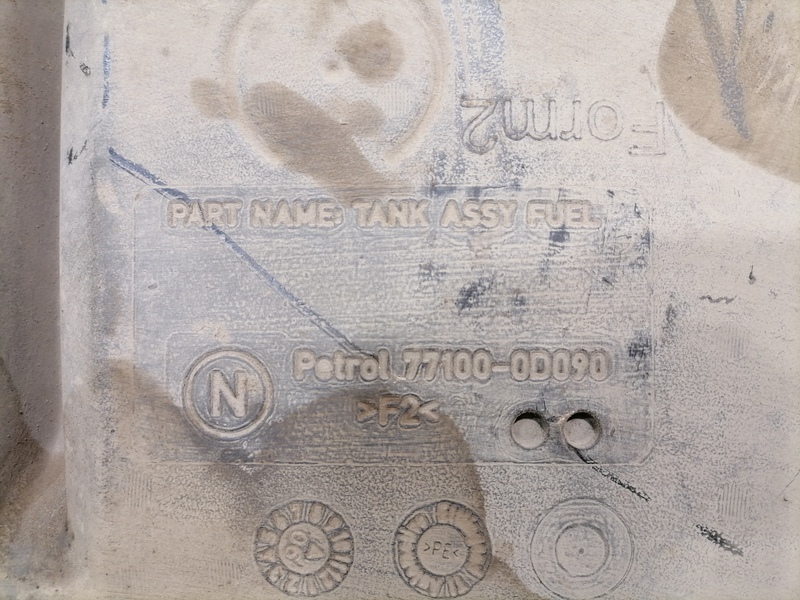 Form2
PART NAME: TANK ASSY FUEL
N
Petrol 77100-0D090
>F2<
>PE<